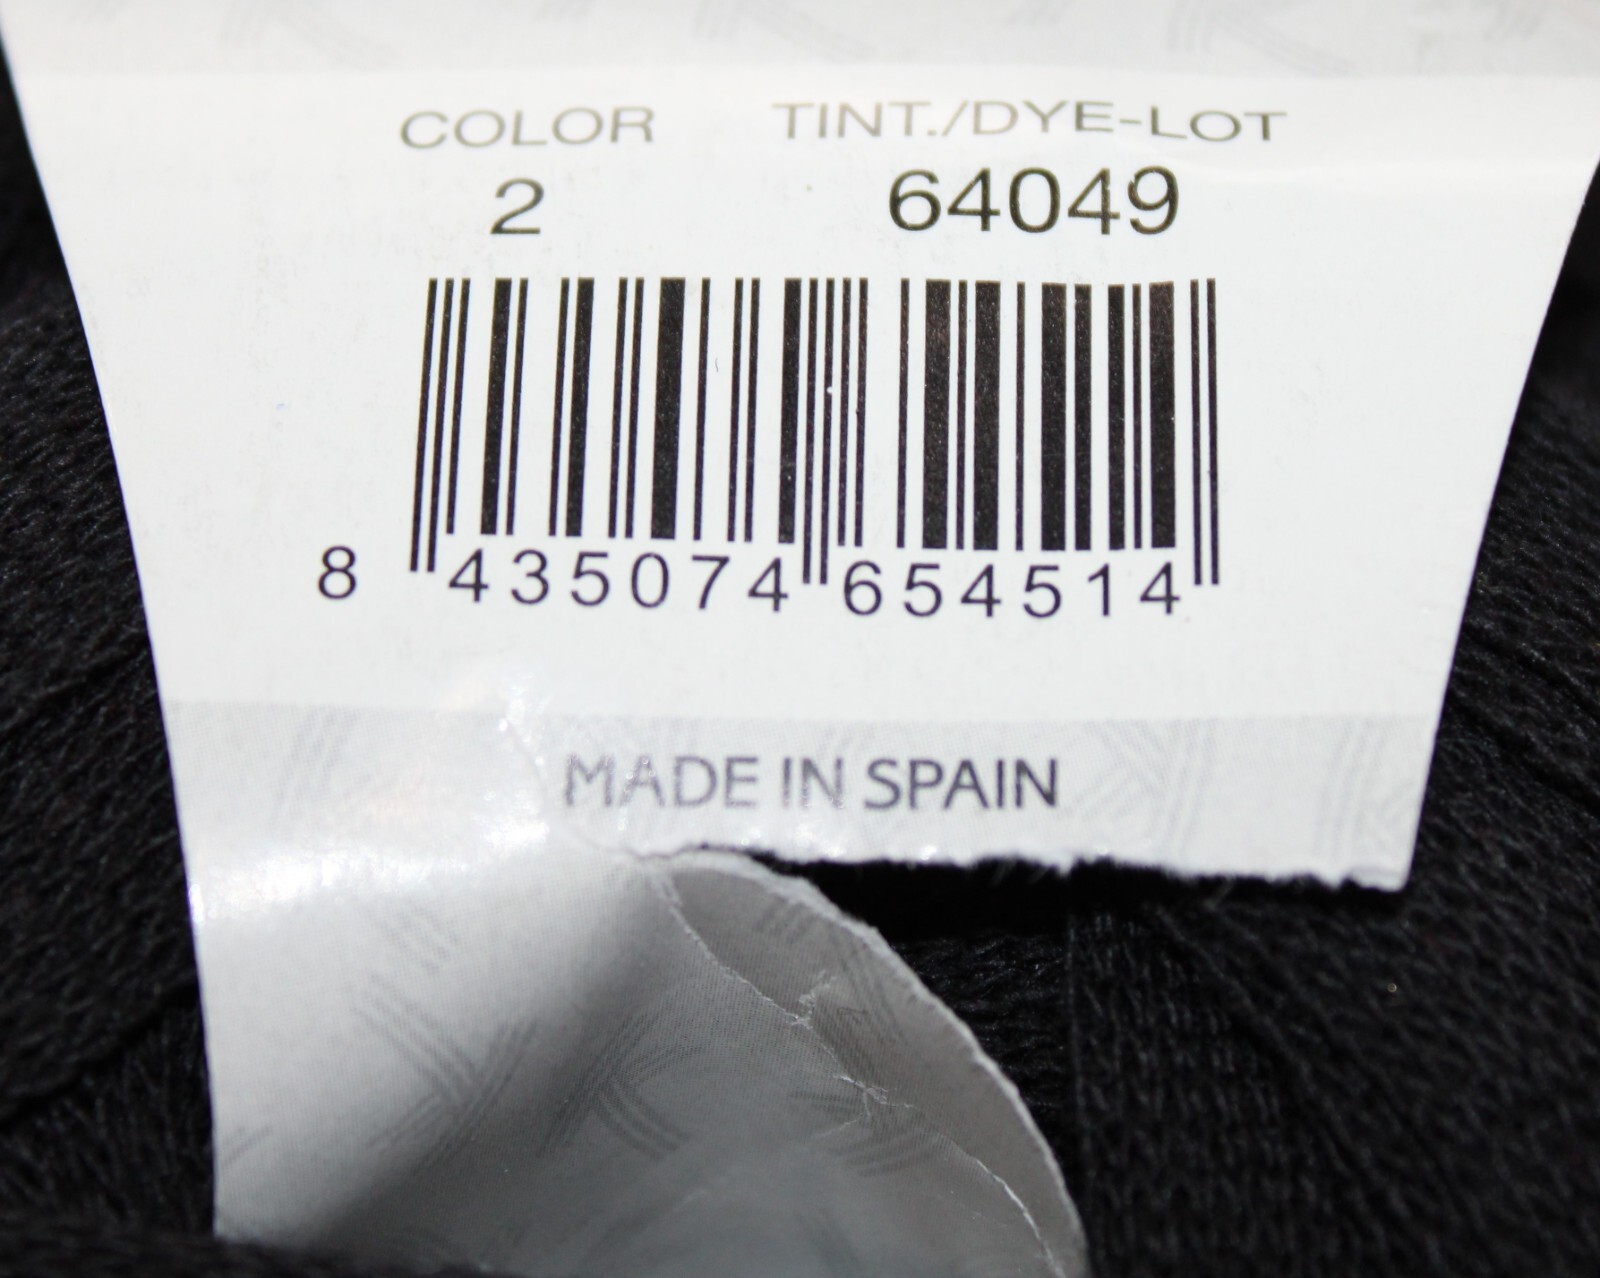 COLOR TINT./DYE-LOT
2 64049
8 435074 654514
MADE IN SPAIN